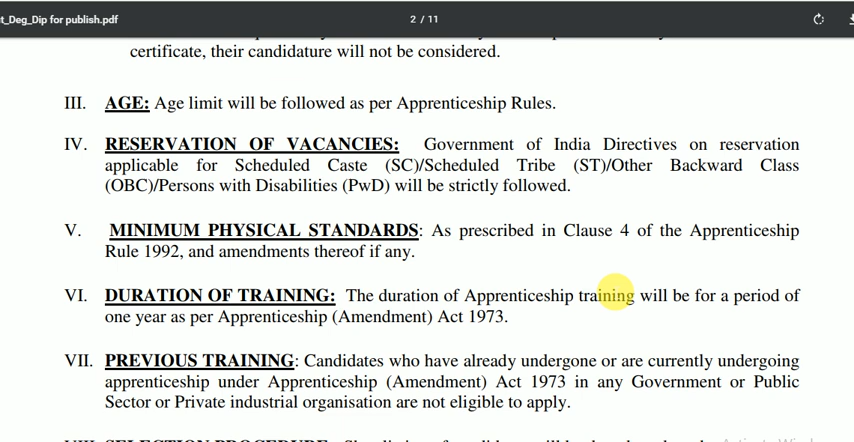 t_Deg_Dip for publish.pdf
2 / 11
certificate, their candidature will not be considered.
III. AGE: Age limit will be followed as per Apprenticeship Rules.
IV. RESERVATION OF VACANCIES: Government of India Directives on reservation
applicable for Scheduled Caste (SC)/Scheduled Tribe (ST)/Other Backward Class
(OBC)/Persons with Disabilities (PwD) will be strictly followed.
V. MINIMUM PHYSICAL STANDARDS: As prescribed in Clause 4 of the Apprenticeship
Rule 1992, and amendments thereof if any.
VI. DURATION OF TRAINING: The duration of Apprenticeship training will be for a period of
one year as per Apprenticeship (Amendment) Act 1973.
VII. PREVIOUS TRAINING: Candidates who have already undergone or are currently undergoing
apprenticeship under Apprenticeship (Amendment) Act 1973 in any Government or Public
Sector or Private industrial organisation are not eligible to apply.